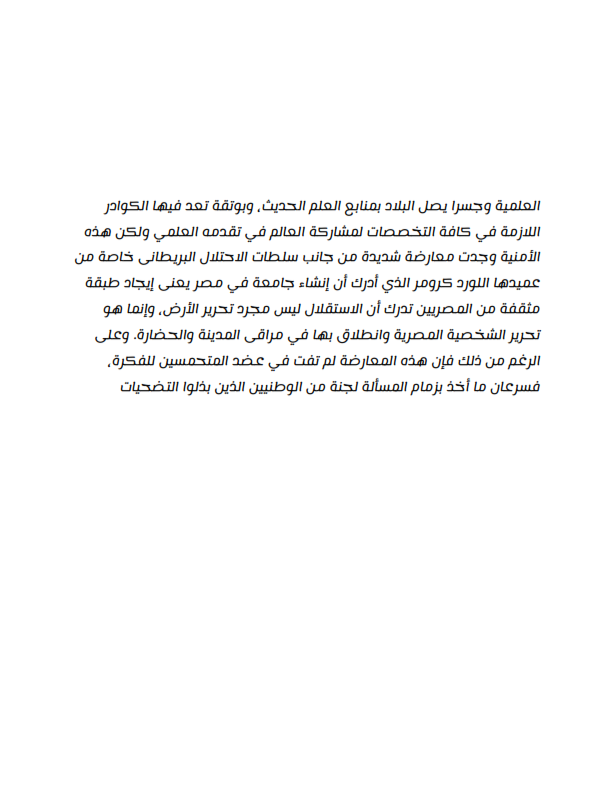 العلمية وجسرا يصل البلاد بمنابع العلم الحديث، وبوتقة تعد فيها الكوادر
اللازمة في كافة التخصصات لمشاركة العالم في تقدمه العلمي ولكن هذه
الأمنية وجدت معارضة شديدة من جانب سلطات الاحتلال البريطانى خاصة من
عميدها اللورد كرومر الذي أدرك أن إنشاء جامعة في مصر يعنى إيجاد طبقة
مثقفة من المصريين تدرك أن الاستقلال ليس مجرد تحرير الأرض، وإنما هو
تحرير الشخصية المصرية وانطلاق بها في مراقى المدينة والحضارة. وعلى
الرغم من ذلك فإن هذه المعارضة لم تفت في عضد المتحمسين للفكرة،
فسرعان ما أخذ بزمام المسألة لجنة من الوطنيين الذين بذلوا التضحيات